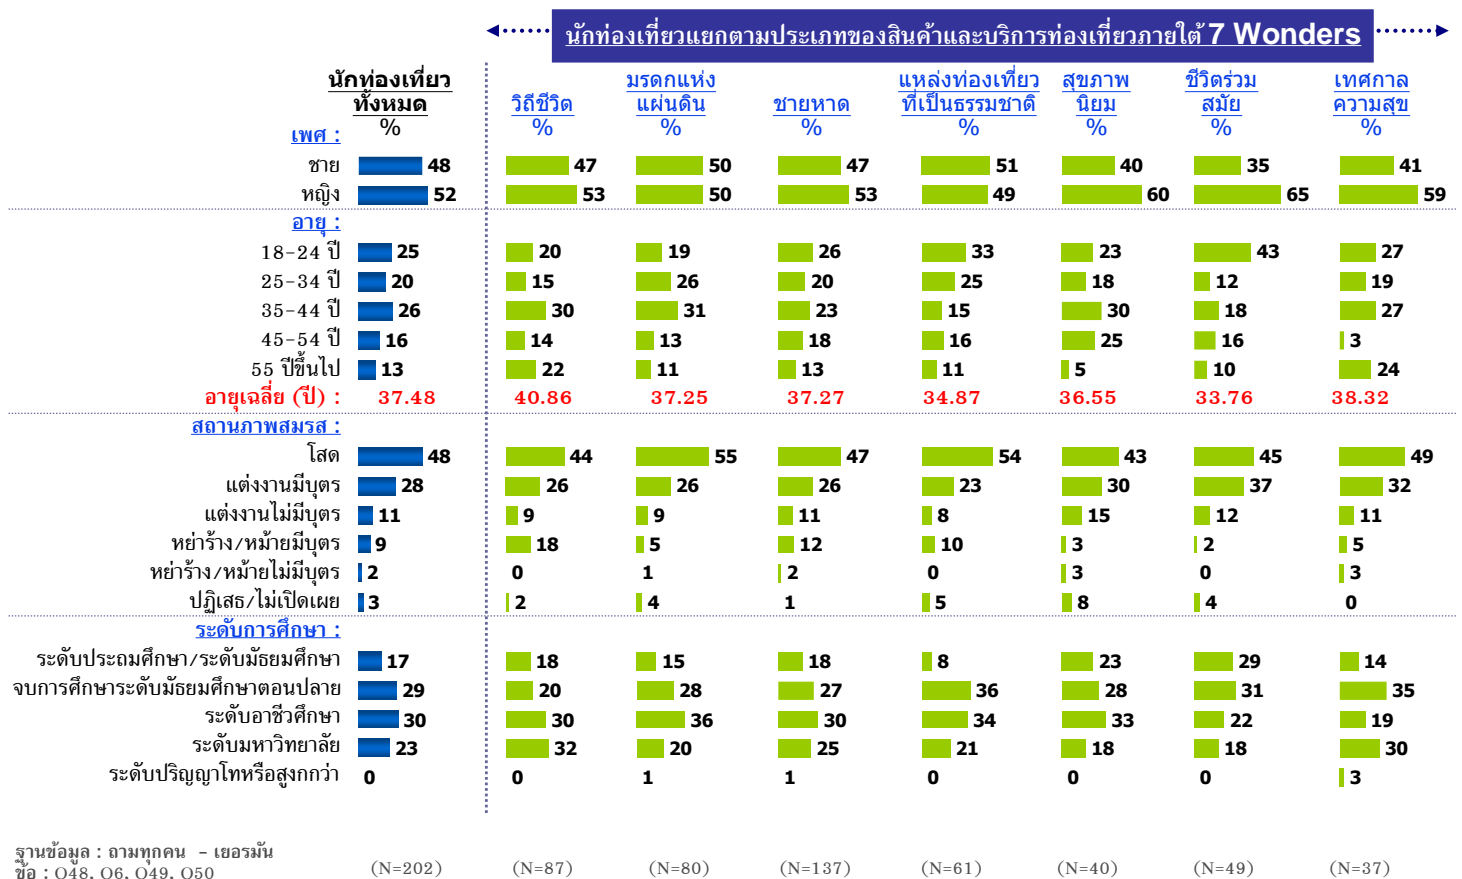 นักท่องเที่ยวแยกตามประเภทของสินค้าและบริการท่องเที่ยวภายใต้ 7 Wonders
นักท่องเที่ยว มรดกแห่ง แหล่งท่องเที่ยว สุขภาพ ชีวิตร่วม เทศกาล
ทั้งหมด วิถีชีวิต แผ่นดิน ชายหาด ที่เป็นธรรมชาติ นิยม สมัย ความสุข
% % % % % % % %
เพศ :
ชาย 48 47 50 47 51 40 35 41
หญิง 52 53 50 53 49 60 65 59
อายุ :
18-24 ปี 25 20 19 26 33 23 43 27
25-34 ปี 20 15 26 20 25 18 12 19
35-44 ปี 26 30 31 23 15 30 18 27
45-54 ปี 16 14 13 18 16 25 16 3
55 ปีขึ้นไป 13 22 11 13 11 5 10 24
อายุเฉลี่ย (ปี) : 37.48 40.86 37.25 37.27 34.87 36.55 33.76 38.32
สถานภาพสมรส :
โสด 48 44 55 47 54 43 45 49
แต่งงานมีบุตร 28 26 26 26 23 30 37 32
แต่งงานไม่มีบุตร 11 9 9 11 8 15 12 11
หย่าร้าง/หม้ายมีบุตร 9 18 5 12 10 3 2 5
หย่าร้าง/หม้ายไม่มีบุตร 2 0 1 2 0 3 0 3
ปฏิเสธ/ไม่เปิดเผย 3 2 4 1 5 8 4 0
ระดับการศึกษา :
ระดับประถมศึกษา/ระดับมัธยมศึกษา 17 18 15 18 8 23 29 14
จบการศึกษาระดับมัธยมศึกษาตอนปลาย 29 20 28 27 36 28 31 35
ระดับอาชีวศึกษา 30 30 36 30 34 33 22 19
ระดับมหาวิทยาลัย 23 32 20 25 21 18 18 30
ระดับปริญญาโทหรือสูงกกว่า 0 0 1 1 0 0 0 3
ฐานข้อมูล : ถามทุกคน - เยอรมัน
ข้อ : Q48, Q6, Q49, Q50 (N=202) (N=87) (N=80) (N=137) (N=61) (N=40) (N=49) (N=37)